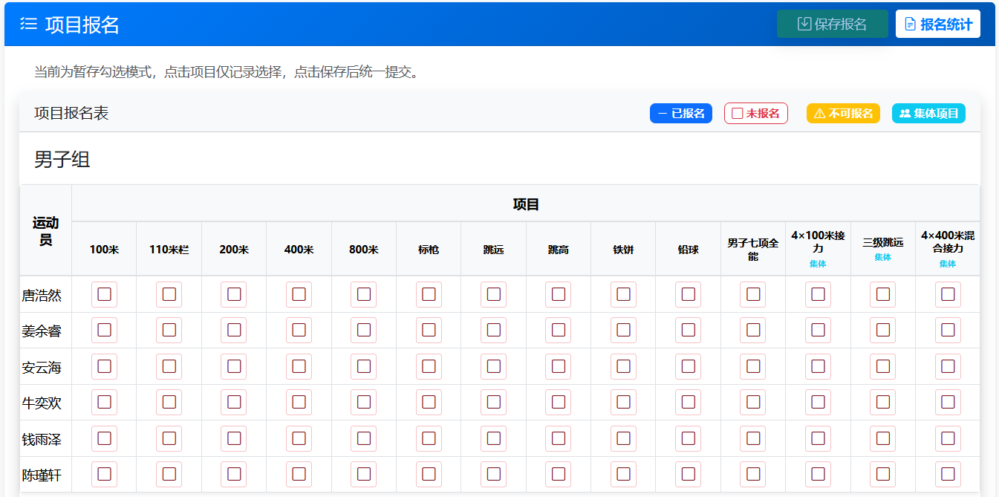 项目报名
保存报名
报名统计
当前为暂存勾选模式，点击项目仅记录选择，点击保存后统一提交。
项目报名表
已报名
未报名
不可报名
集体项目
男子组
运动员
项目
100米
110米栏
200米
400米
800米
标枪
跳远
跳高
铁饼
铅球
男子七项全能
4×100米接力
集体
三级跳远
集体
4×400米混合接力
集体
唐浩然
姜余睿
安云海
牛奕欢
钱雨泽
陈瑾轩